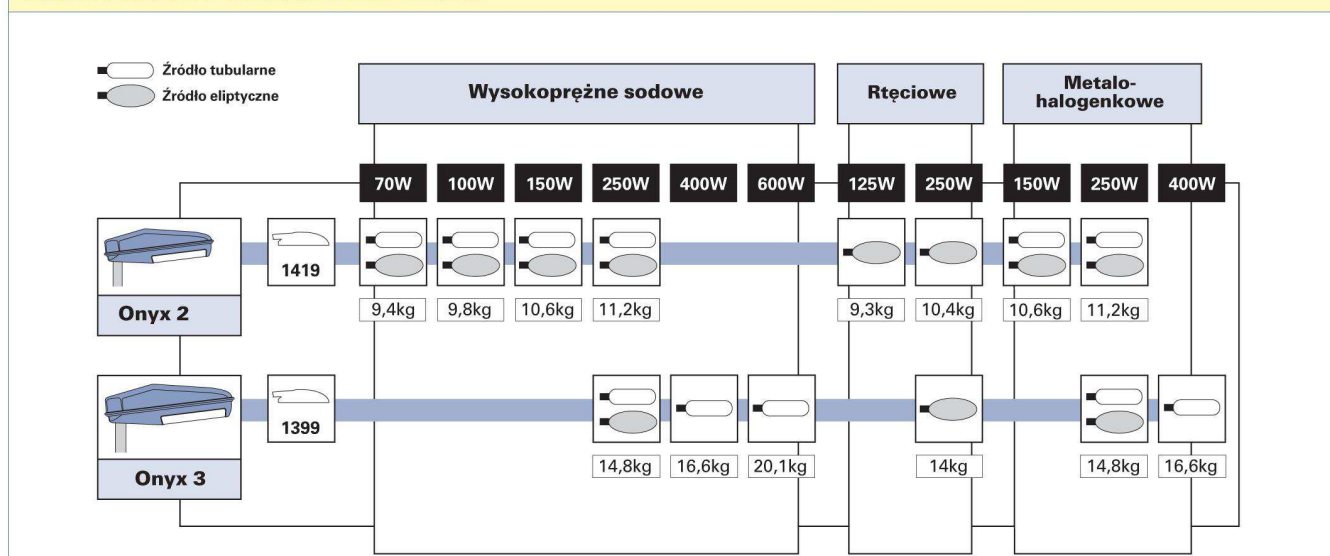 Źródło tubularne
Źródło eliptyczne
Wysokoprężne sodowe
Rtęciowe
Metalo-
halogenkowe
70W 100W 150W 250W 400W 600W 125W 250W 150W 250W 400W
1419
Onyx 2
9,4kg 9,8kg 10,6kg 11,2kg 9,3kg 10,4kg 10,6kg 11,2kg
1399
Onyx 3
14,8kg 16,6kg 20,1kg 14kg 14,8kg 16,6kg